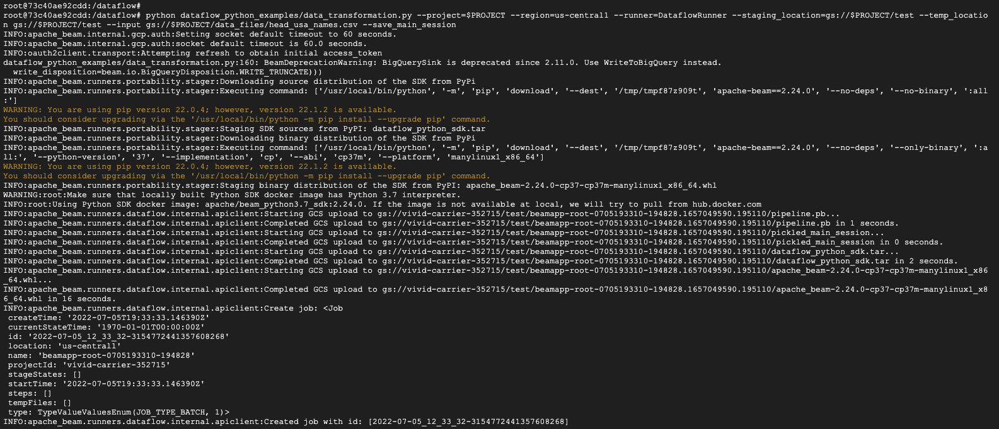 root@73c40ae92cdd:/dataflow#
root@73c40ae92cdd:/dataflow# python dataflow_python_examples/data_transformation.py --project=$PROJECT --region=us-central1 --runner=DataflowRunner --staging_location=gs://$PROJECT/test --temp_locatio
n gs://$PROJECT/test --input gs://$PROJECT/data_files/head_usa_names.csv --save_main_session
INFO:apache_beam.internal.gcp.auth:Setting socket default timeout to 60 seconds.
INFO:apache_beam.internal.gcp.auth:socket default timeout is 60.0 seconds.
INFO:oauth2client.transport:Attempting refresh to obtain initial access_token
dataflow_python_examples/data_transformation.py:160: BeamDeprecationWarning: BigQuerySink is deprecated since 2.11.0. Use WriteToBigQuery instead.
  write_disposition=beam.io.BigQueryDisposition.WRITE_TRUNCATE)))
INFO:apache_beam.runners.portability.stager:Downloading source distribution of the SDK from PyPi
INFO:apache_beam.runners.portability.stager:Executing command: ['/usr/local/bin/python', '-m', 'pip', 'download', '--dest', '/tmp/tmpf87z909t', 'apache-beam==2.24.0', '--no-deps', '--no-binary', ':all
:']
WARNING: You are using pip version 22.0.4; however, version 22.1.2 is available.
You should consider upgrading via the '/usr/local/bin/python -m pip install --upgrade pip' command.
INFO:apache_beam.runners.portability.stager:Staging SDK sources from PyPI: dataflow_python_sdk.tar
INFO:apache_beam.runners.portability.stager:Downloading binary distribution of the SDK from PyPi
INFO:apache_beam.runners.portability.stager:Executing command: ['/usr/local/bin/python', '-m', 'pip', 'download', '--dest', '/tmp/tmpf87z909t', 'apache-beam==2.24.0', '--no-deps', '--only-binary', ':a
ll:', '--python-version', '37', '--implementation', 'cp', '--abi', 'cp37m', '--platform', 'manylinux1_x86_64']
WARNING: You are using pip version 22.0.4; however, version 22.1.2 is available.
You should consider upgrading via the '/usr/local/bin/python -m pip install --upgrade pip' command.
INFO:apache_beam.runners.portability.stager:Staging binary distribution of the SDK from PyPI: apache_beam-2.24.0-cp37-cp37m-manylinux1_x86_64.whl
WARNING:root:Make sure that locally built Python SDK docker image has Python 3.7 interpreter.
INFO:root:Using Python SDK docker image: apache/beam_python3.7_sdk:2.24.0. If the image is not available at local, we will try to pull from hub.docker.com
INFO:apache_beam.runners.dataflow.internal.apiclient:Starting GCS upload to gs://vivid-carrier-352715/test/beamapp-root-0705193310-194828.1657049590.195110/pipeline.pb...
INFO:apache_beam.runners.dataflow.internal.apiclient:Completed GCS upload to gs://vivid-carrier-352715/test/beamapp-root-0705193310-194828.1657049590.195110/pipeline.pb in 1 seconds.
INFO:apache_beam.runners.dataflow.internal.apiclient:Starting GCS upload to gs://vivid-carrier-352715/test/beamapp-root-0705193310-194828.1657049590.195110/pickled_main_session...
INFO:apache_beam.runners.dataflow.internal.apiclient:Completed GCS upload to gs://vivid-carrier-352715/test/beamapp-root-0705193310-194828.1657049590.195110/pickled_main_session in 0 seconds.
INFO:apache_beam.runners.dataflow.internal.apiclient:Starting GCS upload to gs://vivid-carrier-352715/test/beamapp-root-0705193310-194828.1657049590.195110/dataflow_python_sdk.tar...
INFO:apache_beam.runners.dataflow.internal.apiclient:Completed GCS upload to gs://vivid-carrier-352715/test/beamapp-root-0705193310-194828.1657049590.195110/dataflow_python_sdk.tar in 2 seconds.
INFO:apache_beam.runners.dataflow.internal.apiclient:Starting GCS upload to gs://vivid-carrier-352715/test/beamapp-root-0705193310-194828.1657049590.195110/apache_beam-2.24.0-cp37-cp37m-manylinux1_x86
_64.whl...
INFO:apache_beam.runners.dataflow.internal.apiclient:Completed GCS upload to gs://vivid-carrier-352715/test/beamapp-root-0705193310-194828.1657049590.195110/apache_beam-2.24.0-cp37-cp37m-manylinux1_x8
6_64.whl in 16 seconds.
INFO:apache_beam.runners.dataflow.internal.apiclient:Create job: <Job
 createTime: '2022-07-05T19:33:33.146390Z'
 currentStateTime: '1970-01-01T00:00:00Z'
 id: '2022-07-05_12_33_32-3154772441357608268'
 location: 'us-central1'
 name: 'beamapp-root-0705193310-194828'
 projectId: 'vivid-carrier-352715'
 stageStates: []
 startTime: '2022-07-05T19:33:33.146390Z'
 steps: []
 tempFiles: []
 type: TypeValueValuesEnum(JOB_TYPE_BATCH, 1)>
INFO:apache_beam.runners.dataflow.internal.apiclient:Created job with id: [2022-07-05_12_33_32-3154772441357608268]